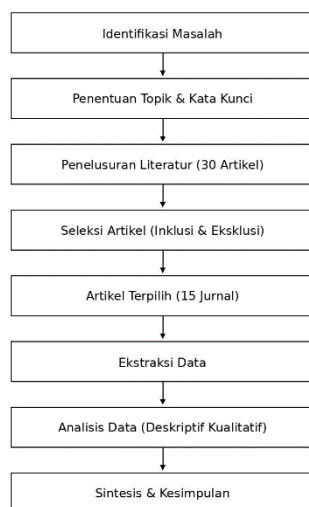 Identifikasi Masalah
Penentuan Topik & Kata Kunci
Penelusuran Literatur (30 Artikel)
Seleksi Artikel (Inklusi & Eksklusi)
Artikel Terpilih (15 Jurnal)
Ekstraksi Data
Analisis Data (Deskriptif Kualitatif)
Sintesis & Kesimpulan